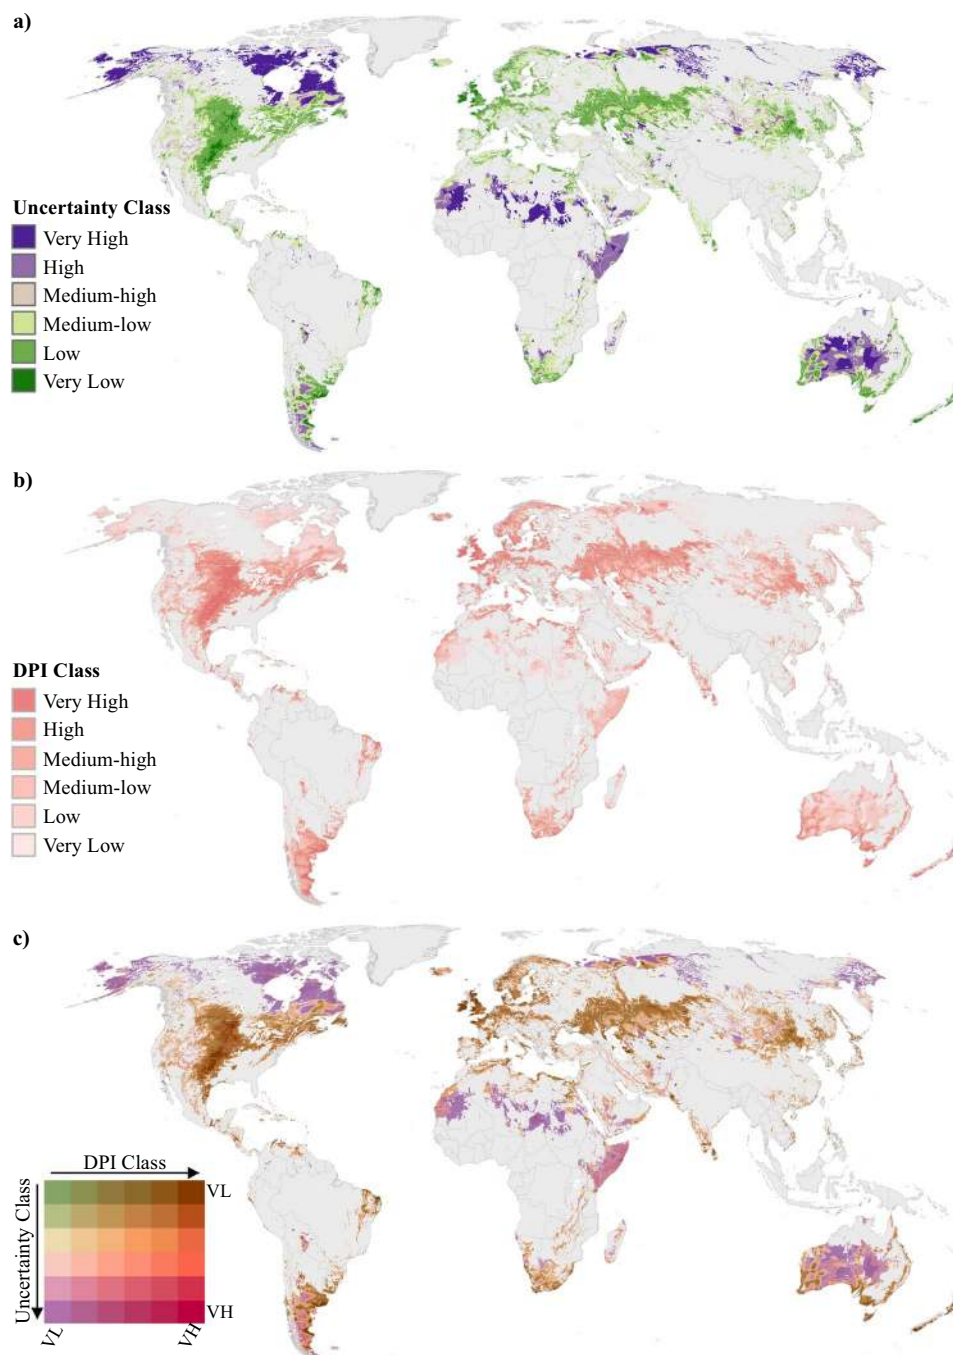 a)
Uncertainty Class
Very High
High
Medium-high
Medium-low
Low
Very Low
b)
DPI Class
Very High
High
Medium-high
Medium-low
Low
Very Low
c)
DPI Class
Uncertainty Class
VL
VH
VL
VH